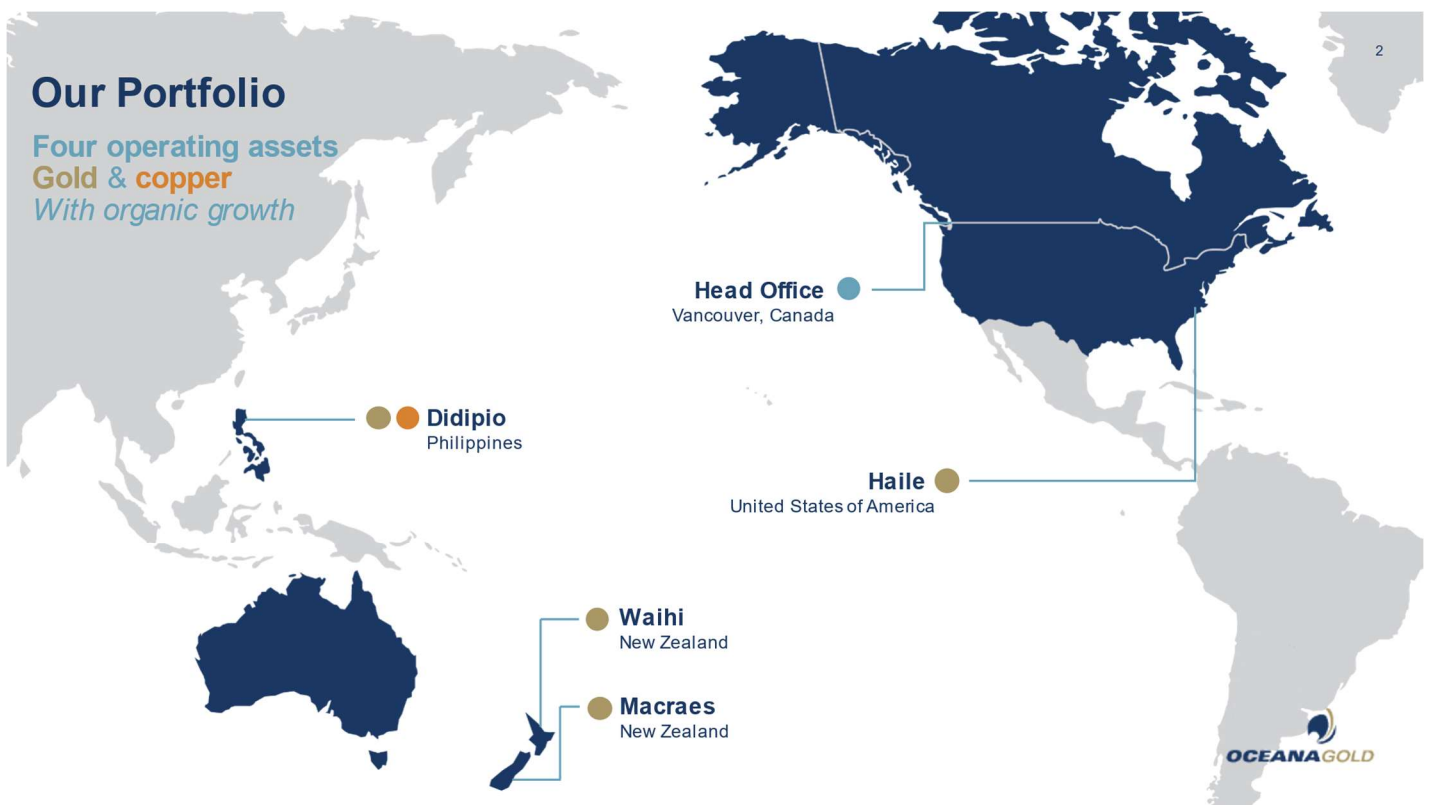 2
Our Portfolio
Four operating assets
Gold & copper
With organic growth
Head Office
Vancouver, Canada
Didipio
Philippines
Haile
United States of America
Waihi
New Zealand
Macraes
New Zealand
OCEANAGOLD